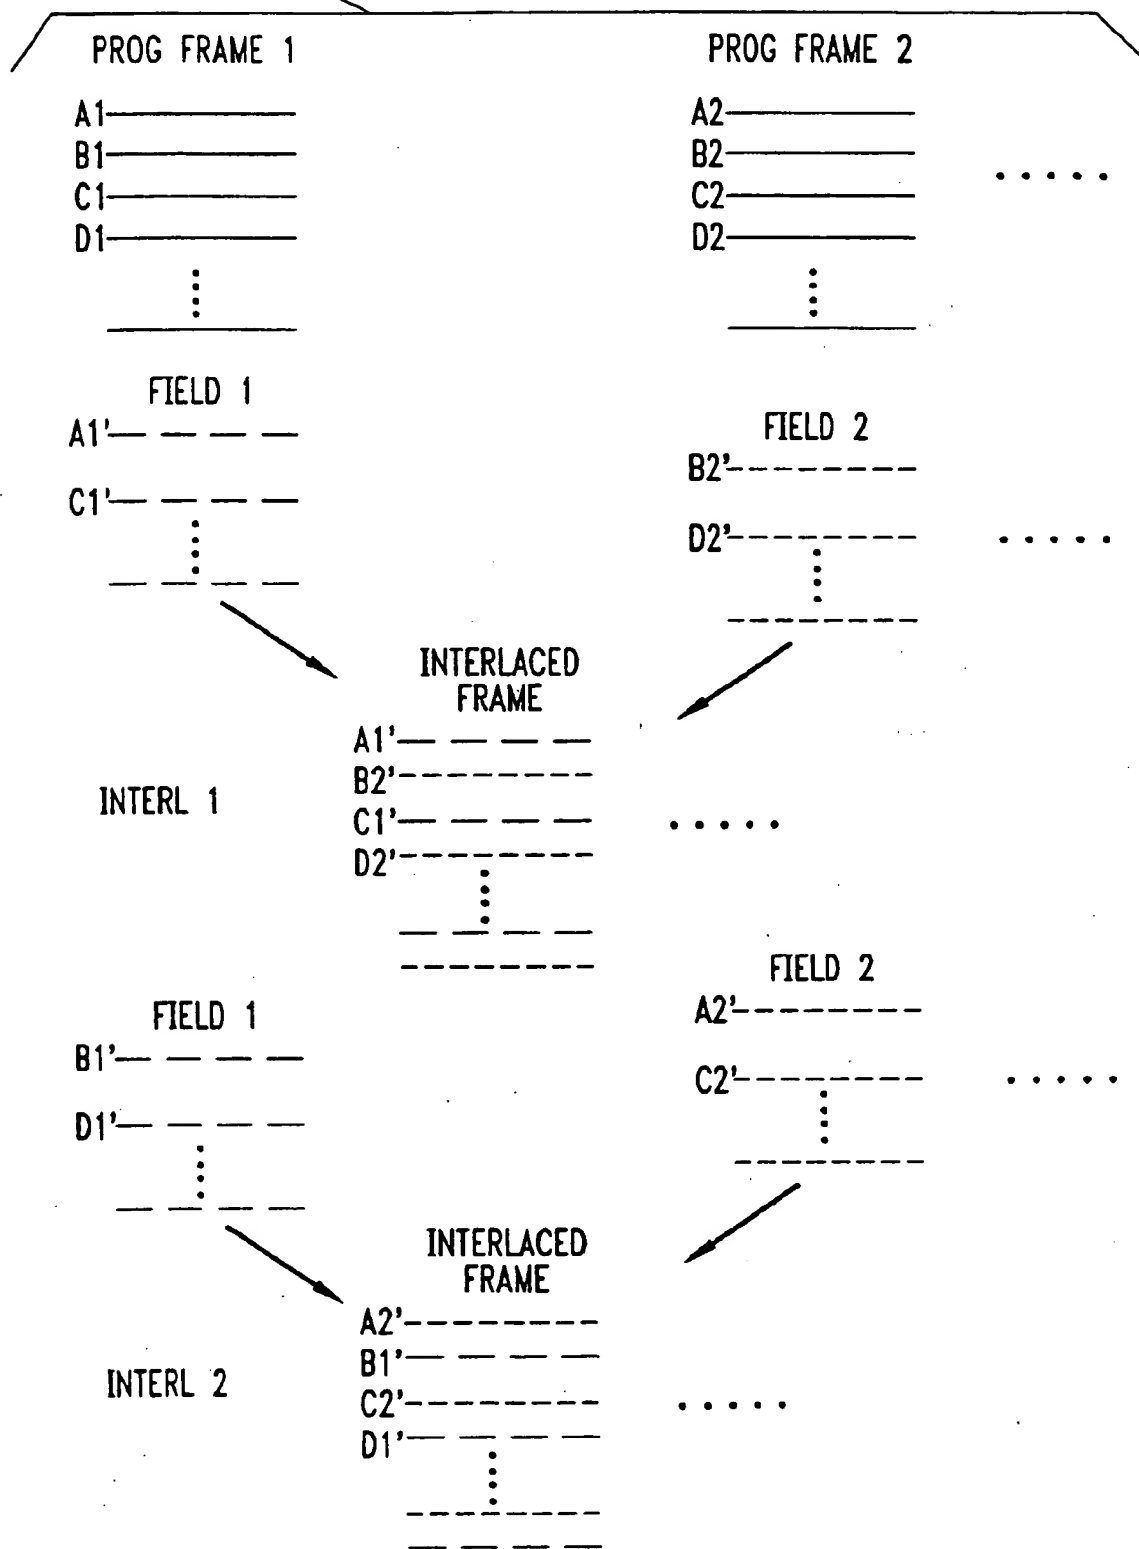 PROG FRAME 1
A1
B1
C1
D1
PROG FRAME 2
A2
B2
C2
D2
FIELD 1
A1'
C1'
FIELD 2
B2'
D2'
INTERL 1
INTERLACED
FRAME
A1'
B2'
C1'
D2'
FIELD 1
B1'
D1'
FIELD 2
A2'
C2'
INTERL 2
INTERLACED
FRAME
A2'
B1'
C2'
D1'